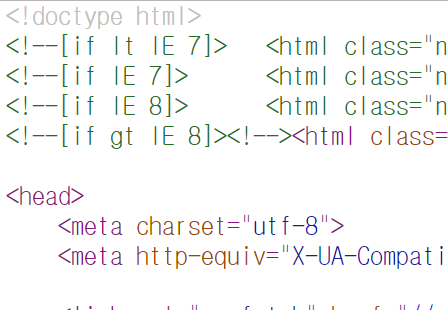 <!doctype html>
<!--[if lt IE 7]>   <html class="n
<!--[if IE 7]>      <html class="n
<!--[if IE 8]>      <html class="n
<!--[if gt IE 8]><!--><html class=
<head>
    <meta charset="utf-8">
    <meta http-equiv="X-UA-Compati